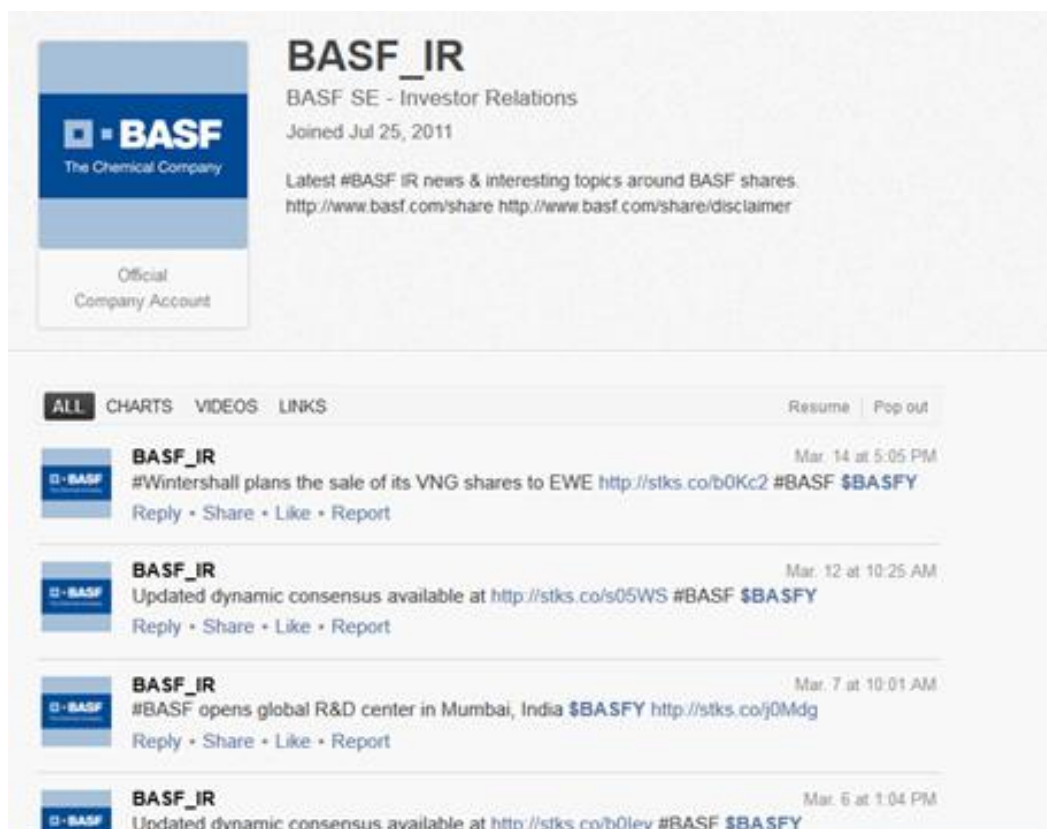 BASF_IR
BASF SE - Investor Relations
Joined Jul 25, 2011
BASF
The Chemical Company
Latest #BASF IR news & interesting topics around BASF shares.
http://www.basf.com/share http://www.basf.com/share/disclaimer
Official
Company Account
ALL CHARTS VIDEOS LINKS Resume Pop out
BASF_IR Mar. 14 at 5:05 PM
BASF
#Wintershall plans the sale of its VNG shares to EWE http://stks.co/b0Kc2 #BASF $BASFY
Reply • Share • Like • Report
BASF_IR Mar. 12 at 10:25 AM
BASF
Updated dynamic consensus available at http://stks.co/s05WS #BASF $BASFY
Reply • Share • Like • Report
BASF_IR Mar. 7 at 10:01 AM
BASF
#BASF opens global R&D center in Mumbai, India $BASFY http://stks.co/j0Mdg
Reply • Share • Like • Report
BASF_IR Mar. 6 at 1:04 PM
BASF
Updated dynamic consensus available at #BASF $BASFY